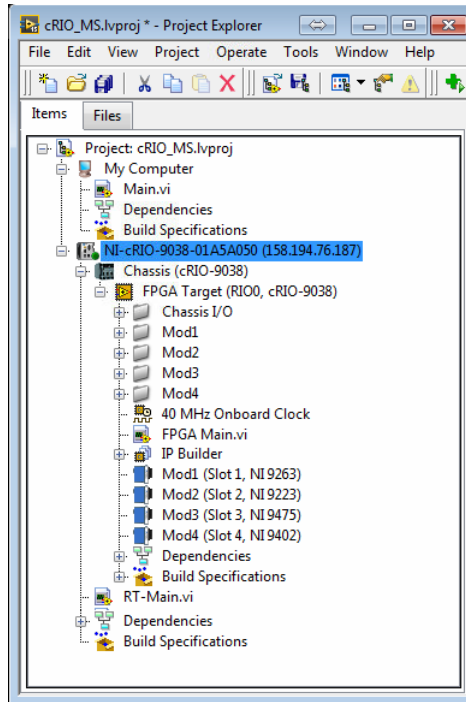 cRIO_MS.lvproj * - Project Explorer
File Edit View Project Operate Tools Window Help
Items Files
Project: cRIO_MS.lvproj
My Computer
Main.vi
Dependencies
Build Specifications
NI-cRIO-9038-01A5A050 (158.194.76.187)
Chassis (cRIO-9038)
FPGA Target (RIO0, cRIO-9038)
Chassis I/O
Mod1
Mod2
Mod3
Mod4
40 MHz Onboard Clock
FPGA Main.vi
IP Builder
Mod1 (Slot 1, NI 9263)
Mod2 (Slot 2, NI 9223)
Mod3 (Slot 3, NI 9475)
Mod4 (Slot 4, NI 9402)
Dependencies
Build Specifications
RT-Main.vi
Dependencies
Build Specifications